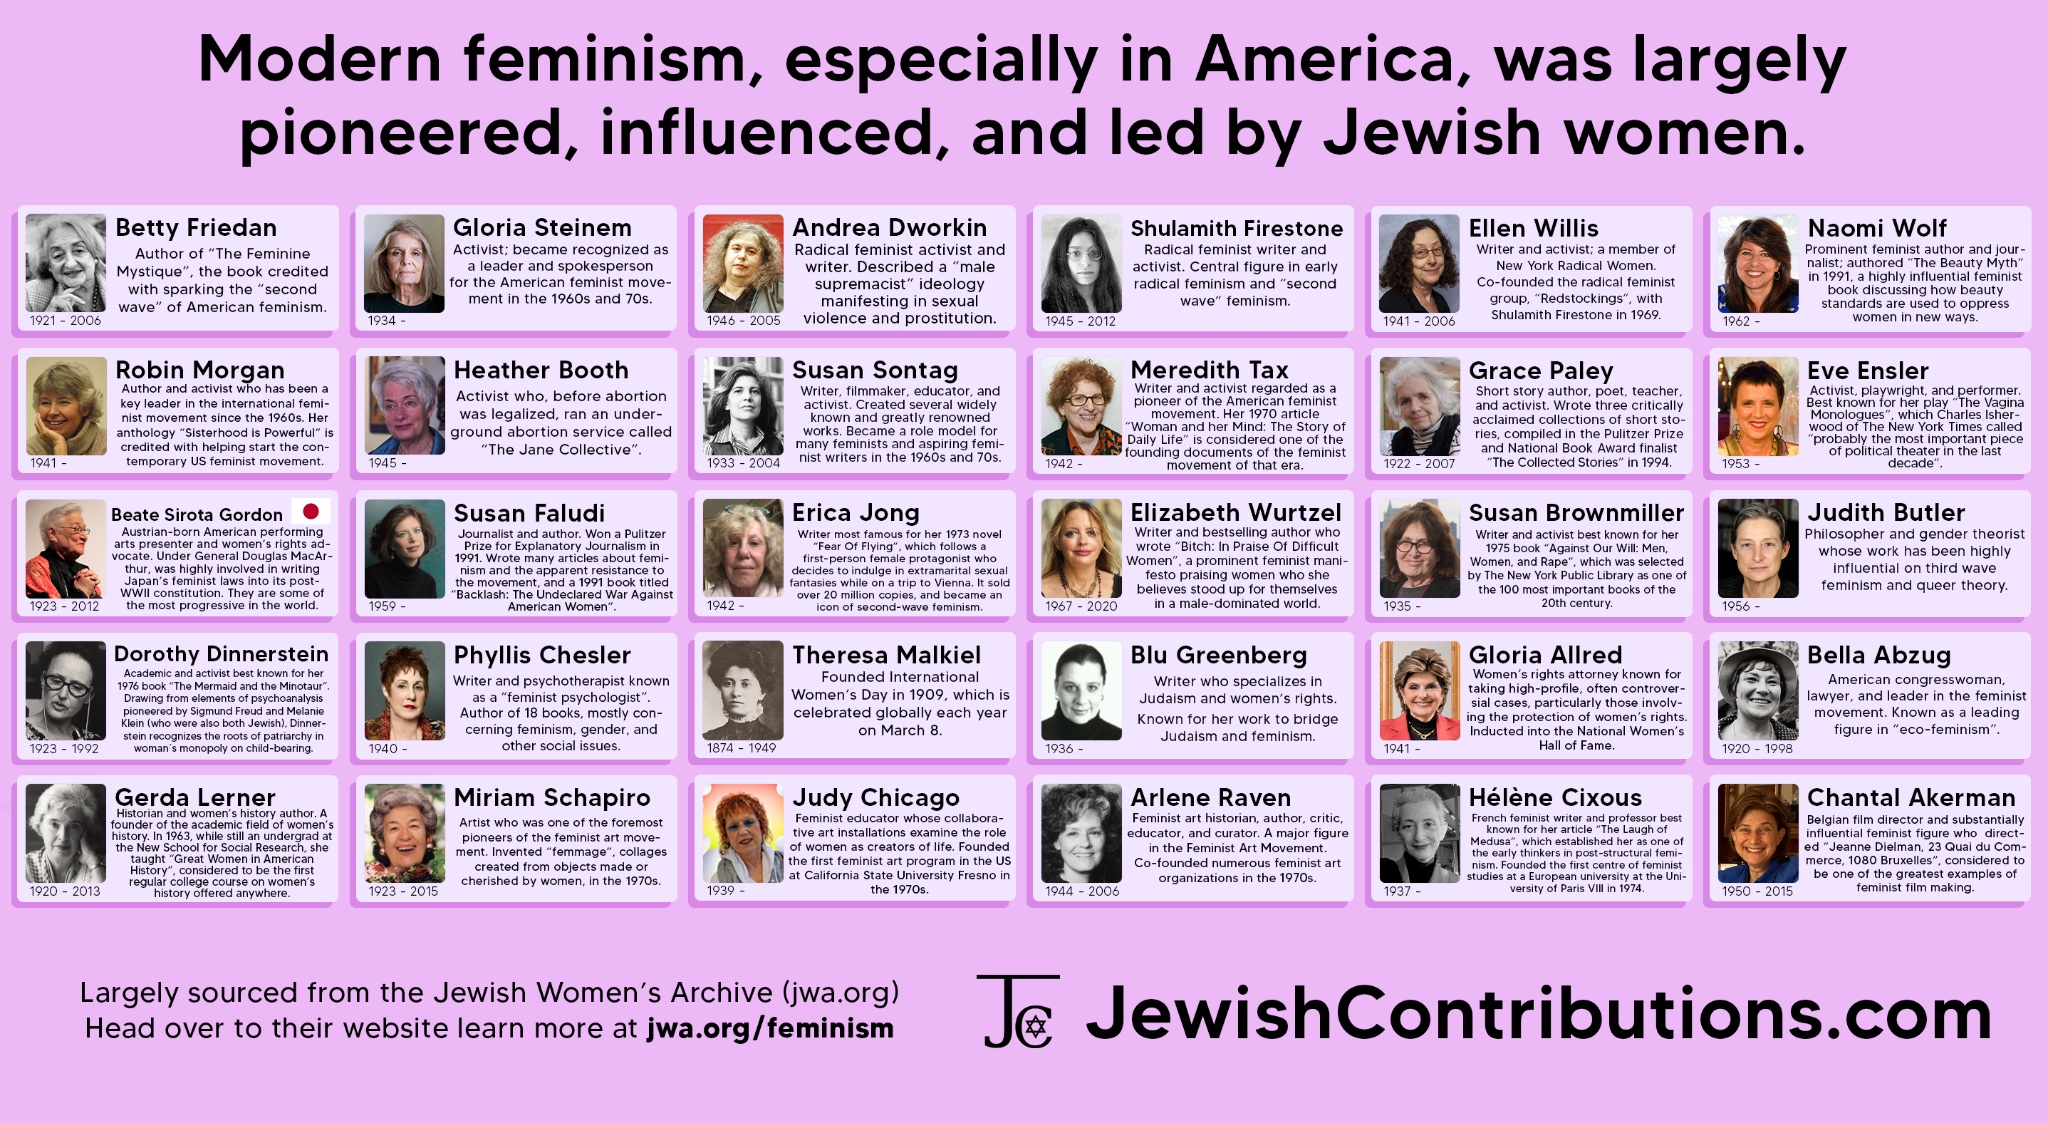 Modern feminism, especially in America, was largely
pioneered, influenced, and led by Jewish women.
Betty Friedan
Author of "The Feminine
Mystique", the book credited
with sparking the "second
wave" of American feminism.
1921 - 2006
Gloria Steinem
Activist; became recognized as
a leader and spokesperson
for the American feminist move-
ment in the 1960s and 70s.
1934 -
Andrea Dworkin
Radical feminist activist and
writer. Described a "male
supremacist" ideology
manifesting in sexual
violence and prostitution.
1946 - 2005
Shulamith Firestone
Radical feminist writer and
activist. Central figure in early
radical feminism and "second
wave" feminism.
1945 - 2012
Ellen Willis
Writer and activist; a member of
New York Radical Women.
Co-founded the radical feminist
group, "Redstockings", with
Shulamith Firestone in 1969.
1941 - 2006
Naomi Wolf
Prominent feminist author and jour-
nalist; authored "The Beauty Myth"
in 1991, a highly influential feminist
book discussing how beauty
standards are used to oppress
women in new ways.
1962 -
Robin Morgan
Author and activist who has been a
key leader in the international femi-
nist movement since the 1960s. Her
anthology "Sisterhood is Powerful" is
credited with helping start the con-
temporary US feminist movement.
1941 -
Heather Booth
Activist who, before abortion
was legalized, ran an under-
ground abortion service called
"The Jane Collective".
1945 -
Susan Sontag
Writer, filmmaker, educator, and
activist. Created several widely
known and greatly renowned
works. Became a role model for
many feminists and aspiring femi-
nist writers in the 1960s and 70s.
1933 - 2004
Meredith Tax
Writer and activist regarded as a
pioneer of the American feminist
movement. Her 1970 article
"Woman and her Mind: The Story of
Daily Life" is considered one of the
founding documents of the feminist
movement of that era.
1942 -
Grace Paley
Short story author, poet, teacher,
and activist. Wrote three critically
acclaimed collections of short sto-
ries, compiled in the Pulitzer Prize
and National Book Award finalist
"The Collected Stories" in 1994.
1922 - 2007
Eve Ensler
Activist, playwright, and performer.
Best known for her play "The Vagina
Monologues", which Charles Isher-
wood of The New York Times called
"probably the most important piece
of political theater in the last
decade".
1953 -
Beate Sirota Gordon
Austrian-born American performing
arts presenter and women's rights ad-
vocate. Under General Douglas MacAr-
thur, was highly involved in writing
Japan's feminist laws into its post-
WWII constitution. They are some of
the most progressive in the world.
1923 - 2012
Susan Faludi
Journalist and author. Won a Pulitzer
Prize for Explanatory Journalism in
1991. Wrote many articles about femi-
nism and the apparent resistance to
the movement, and a 1991 book titled
"Backlash: The Undeclared War Against
American Women".
1959 -
Erica Jong
Writer most famous for her 1973 novel
"Fear Of Flying", which follows a
first-person female protagonist who
decides to indulge in extramarital sexual
fantasies while on a trip to Vienna. It sold
over 20 million copies, and became an
icon of second-wave feminism.
1942 -
Elizabeth Wurtzel
Writer and bestselling author who
wrote "Bitch: In Praise Of Difficult
Women", a prominent feminist mani-
festo praising women who she
believes stood up for themselves
in a male-dominated world.
1967 - 2020
Susan Brownmiller
Writer and activist best known for her
1975 book "Against Our Will: Men,
Women, and Rape", which was selected
by The New York Public Library as one of
the 100 most important books of the
20th century.
1935 -
Judith Butler
Philosopher and gender theorist
whose work has been highly
influential on third wave
feminism and queer theory.
1956 -
Dorothy Dinnerstein
Academic and activist best known for her
1976 book "The Mermaid and the Minotaur".
Drawing from elements of psychoanalysis
pioneered by Sigmund Freud and Melanie
Klein (who were also both Jewish), Dinner-
stein recognizes the roots of patriarchy in
woman's monopoly on child-bearing.
1923 - 1992
Phyllis Chesler
Writer and psychotherapist known
as a "feminist psychologist".
Author of 18 books, mostly con-
cerning feminism, gender, and
other social issues.
1940 -
Theresa Malkiel
Founded International
Women's Day in 1909, which is
celebrated globally each year
on March 8.
1874 - 1949
Blu Greenberg
Writer who specializes in
Judaism and women's rights.
Known for her work to bridge
Judaism and feminism.
1936 -
Gloria Allred
Women's rights attorney known for
taking high-profile, often controver-
sial cases, particularly those involv-
ing the protection of women's rights.
Inducted into the National Women's
Hall of Fame.
1941 -
Bella Abzug
American congresswoman,
lawyer, and leader in the feminist
movement. Known as a leading
figure in "eco-feminism".
1920 - 1998
Gerda Lerner
Historian and women's history author. A
founder of the academic field of women's
history. In 1963, while still an undergrad at
the New School for Social Research, she
taught "Great Women in American
History", considered to be the first
regular college course on women's
history offered anywhere.
1920 - 2013
Miriam Schapiro
Artist who was one of the foremost
pioneers of the feminist art move-
ment. Invented "femmage", collages
created from objects made or
cherished by women, in the 1970s.
1923 - 2015
Judy Chicago
Feminist educator whose collabora-
tive art installations examine the role
of women as creators of life. Founded
the first feminist art program in the US
at California State University Fresno in
the 1970s.
1939 -
Arlene Raven
Feminist art historian, author, critic,
educator, and curator. A major figure
in the Feminist Art Movement.
Co-founded numerous feminist art
organizations in the 1970s.
1944 - 2006
Hélène Cixous
French feminist writer and professor best
known for her article "The Laugh of
Medusa", which established her as one of
the early thinkers in post-structural femi-
nism. Founded the first centre of feminist
studies at a European university at the Uni-
versity of Paris VIII in 1974.
1937 -
Chantal Akerman
Belgian film director and substantially
influential feminist figure who direct-
ed "Jeanne Dielman, 23 Quai du Com-
merce, 1080 Bruxelles", considered to
be one of the greatest examples of
feminist film making.
1950 - 2015
Largely sourced from the Jewish Women's Archive (jwa.org)
Head over to their website learn more at jwa.org/feminism
JC
JewishContributions.com